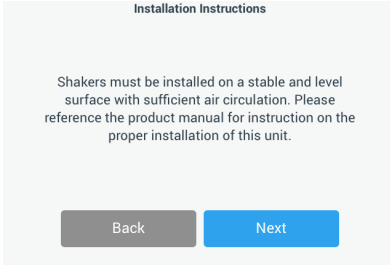 Installation Instructions
Shakers must be installed on a stable and level
surface with sufficient air circulation. Please
reference the product manual for instruction on the
proper installation of this unit.
Back
Next